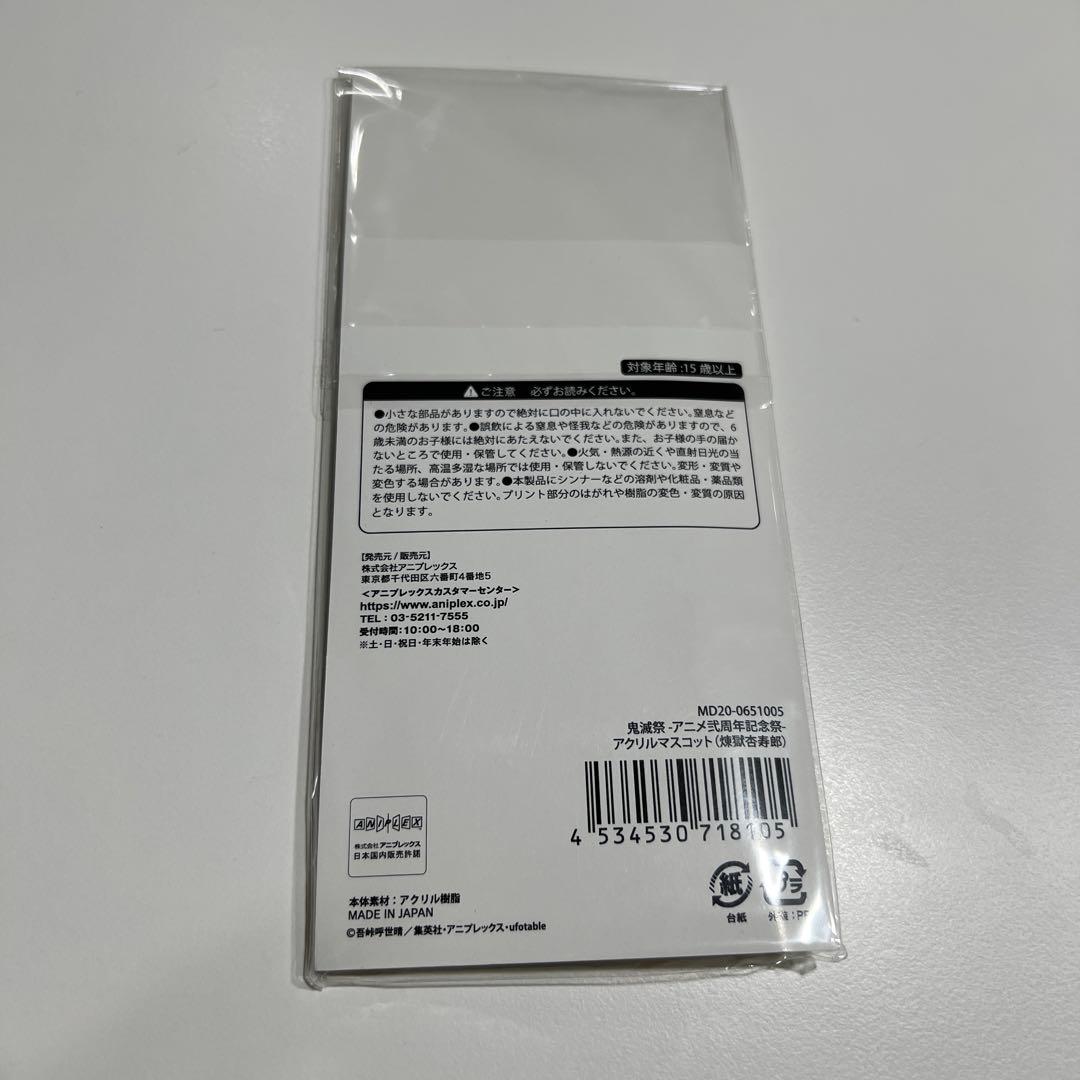 対象年齢:15歳以上
ご注意 必ずお読みください。
●小さな部品がありますので絶対に口の中に入れないでください。窒息など
の危険があります。●誤飲による窒息や怪我などの危険がありますので、6
歳未満のお子様には絶対にあたえないでください。また、お子様の手の届か
ないところで使用・保管してください。●火気・熱源の近くや直射日光の当
たる場所、高温多湿な場所では使用・保管しないでください。変形・変質や
変色する場合があります。●本製品にシンナーなどの溶剤や化粧品・薬品類
を使用しないでください。プリント部分のはがれや樹脂の変色・変質の原因
となります。
[発売元/販売元]
株式会社アニプレックス
東京都千代田区六番町4番地5
<アニプレックスカスタマーセンター>
https://www.aniplex.co.jp/
TEL:03-5211-7555
受付時間:10:00～18:00
※土・日・祝日・年末年始は除く
MD20-0651005
鬼滅祭 -アニメ弐周年記念祭-
アクリルマスコット(煉獄杏寿郎)
4 534530 718105
ANIPLEX
株式会社アニプレックス
日本国内販売許諾
紙
プラ
台紙
外装:PP
本体素材:アクリル樹脂
MADE IN JAPAN
©吾峠呼世晴/集英社・アニプレックス・ufotable